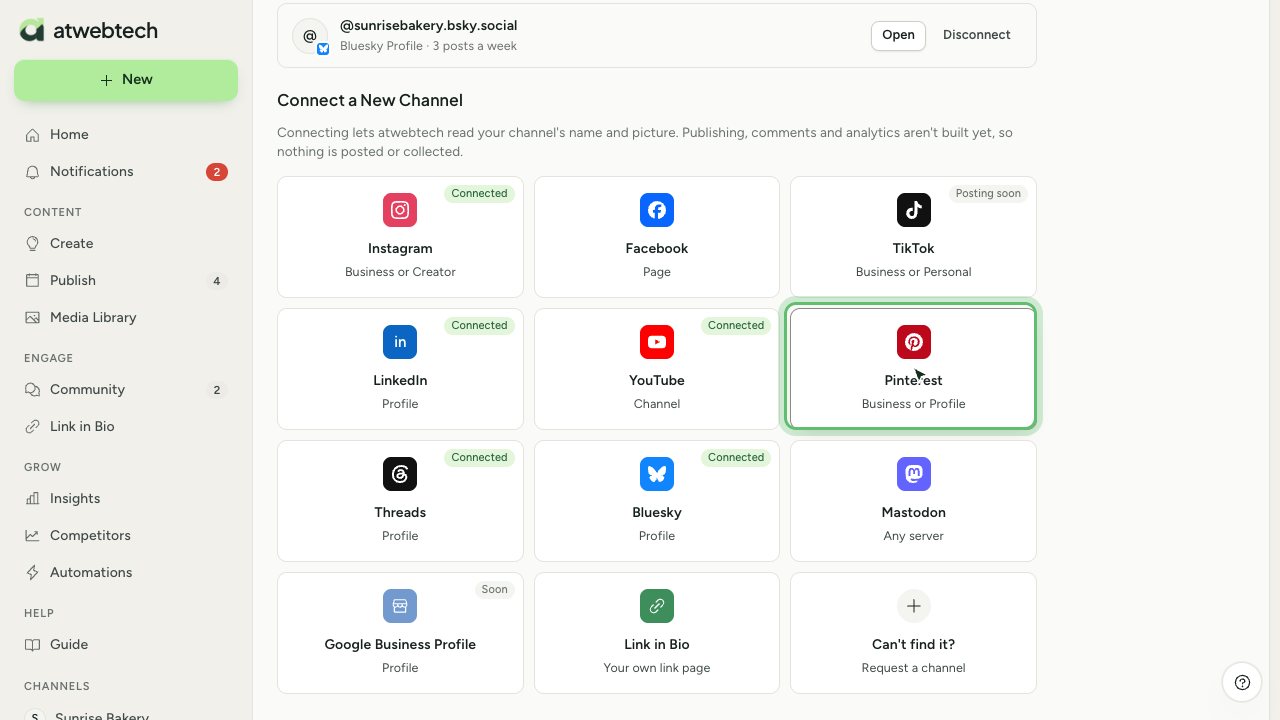 atwebtech
New
Home
Notifications 2
CONTENT
Create
Publish 4
Media Library
ENGAGE
Community 2
Link in Bio
GROW
Insights
Competitors
Automations
HELP
Guide
CHANNELS
S Sunrise Bakery
@
@sunrisebakery.bsky.social
Bluesky Profile · 3 posts a week
Open
Disconnect
Connect a New Channel
Connecting lets atwebtech read your channel's name and picture. Publishing, comments and analytics aren't built yet, so
nothing is posted or collected.
Connected
Instagram
Business or Creator
Facebook
Page
Posting soon
TikTok
Business or Personal
Connected
in
LinkedIn
Profile
Connected
YouTube
Channel
Pinterest
Business or Profile
Connected
Threads
Profile
Connected
Bluesky
Profile
Mastodon
Any server
Soon
Google Business Profile
Profile
Link in Bio
Your own link page
Can't find it?
Request a channel